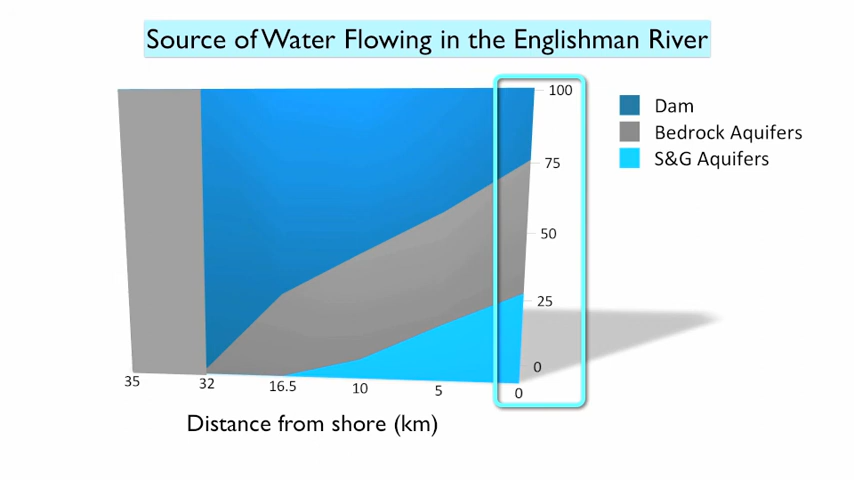 Source of Water Flowing in the Englishman River
100
75
50
25
0
Dam
Bedrock Aquifers
S&G Aquifers
35 32 16.5 10 5 0
Distance from shore (km)